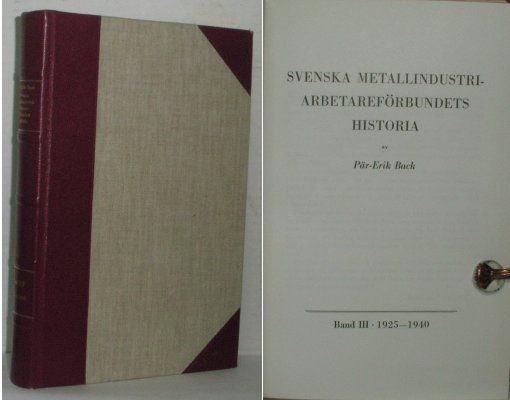 SVENSKA METALLINDUSTRI-
ARBETAREFÖRBUNDETS
HISTORIA
AV
Pär-Erik Back
Band III · 1925—1940